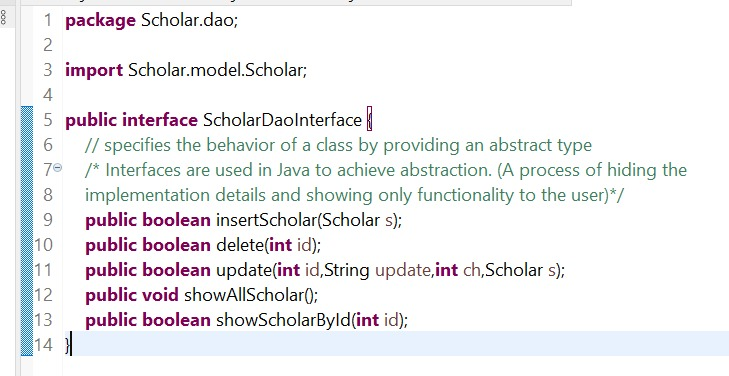 1 package Scholar.dao;
2
3 import Scholar.model.Scholar;
4
5 public interface ScholarDaoInterface {
6 // specifies the behavior of a class by providing an abstract type
7 /* Interfaces are used in Java to achieve abstraction. (A process of hiding the
8 implementation details and showing only functionality to the user)*/
9 public boolean insertScholar(Scholar s);
10 public boolean delete(int id);
11 public boolean update(int id,String update,int ch,Scholar s);
12 public void showAllScholar();
13 public boolean showScholarById(int id);
14 }